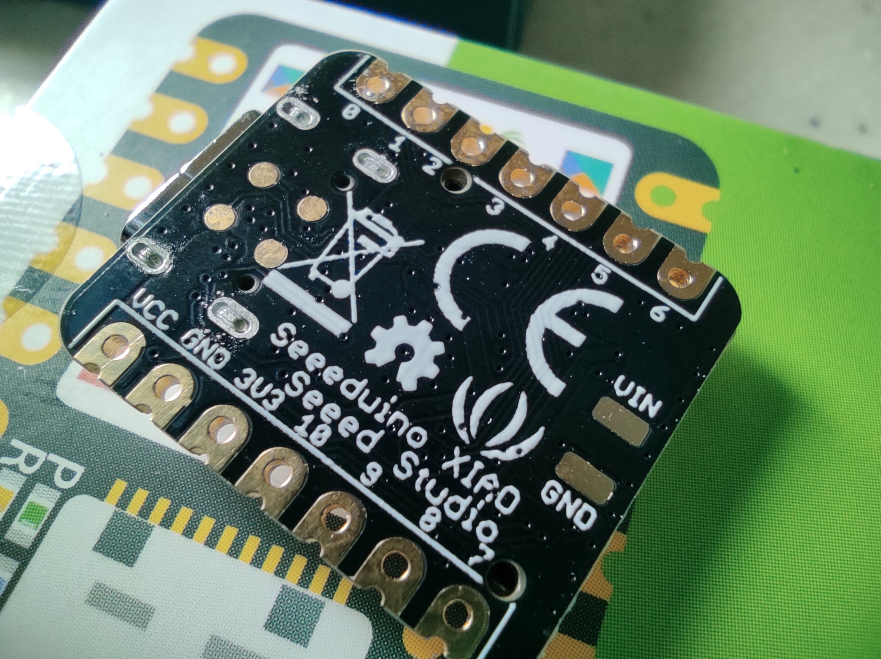 0
1
2
3
4
5
6
CE
VCC GND 3V3 10 9 8 7
Seeeduino XIAO
Seeed Studio
VIN
GND